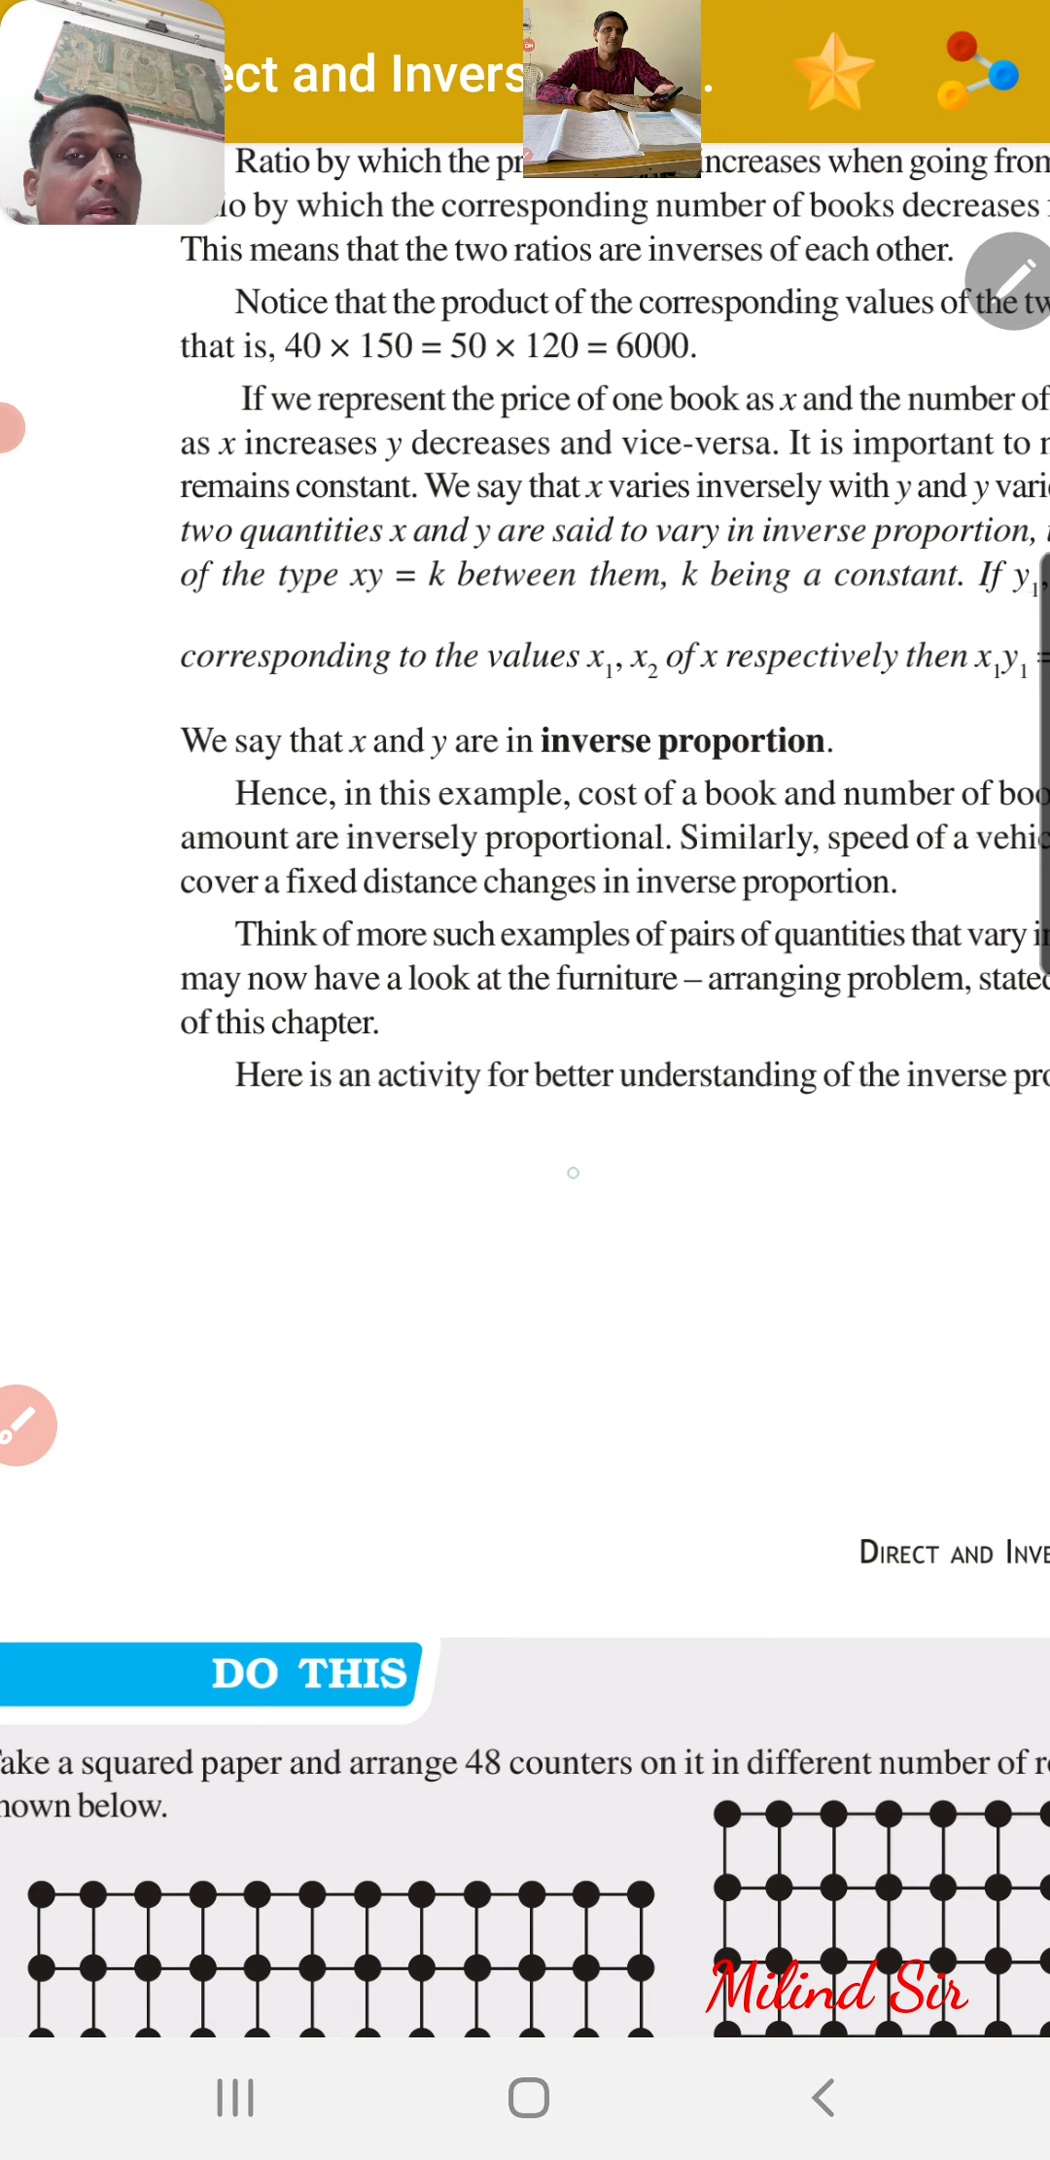 ect and Invers .
Ratio by which the pr increases when going from
io by which the corresponding number of books decreases
This means that the two ratios are inverses of each other.
Notice that the product of the corresponding values of the tw
that is, 40 × 150 = 50 × 120 = 6000.
If we represent the price of one book as x and the number of
as x increases y decreases and vice-versa. It is important to n
remains constant. We say that x varies inversely with y and y vari
two quantities x and y are said to vary in inverse proportion,
of the type xy = k between them, k being a constant. If y₁,
corresponding to the values x₁, x₂ of x respectively then x₁y₁ =
We say that x and y are in inverse proportion.
Hence, in this example, cost of a book and number of boo
amount are inversely proportional. Similarly, speed of a vehic
cover a fixed distance changes in inverse proportion.
Think of more such examples of pairs of quantities that vary in
may now have a look at the furniture – arranging problem, stated
of this chapter.
Here is an activity for better understanding of the inverse pro
DIRECT AND INVE
DO THIS
ake a squared paper and arrange 48 counters on it in different number of ro
hown below.
Milind Sir